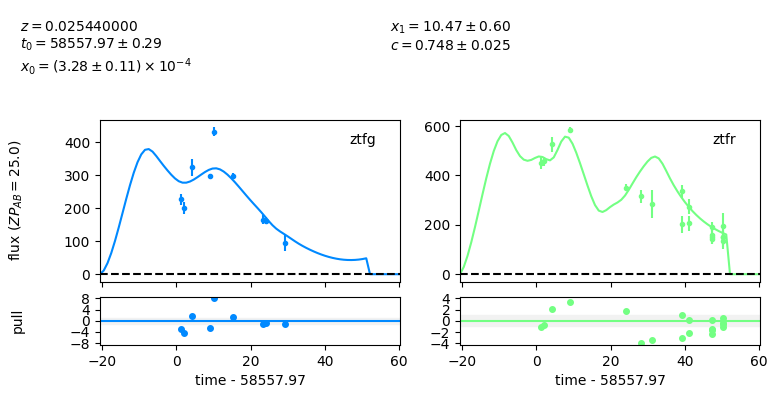 z = 0.025440000
t₀ = 58557.97 ± 0.29
x₀ = (3.28 ± 0.11) × 10⁻⁴
x₁ = 10.47 ± 0.60
c = 0.748 ± 0.025
flux (ZP_AB = 25.0)
ztfg
400
300
200
100
0
ztfr
600
400
200
0
pull
8
4
0
−4
−8
−20 0 20 40 60
time - 58557.97
4
2
0
−2
−4
−20 0 20 40 60
time - 58557.97